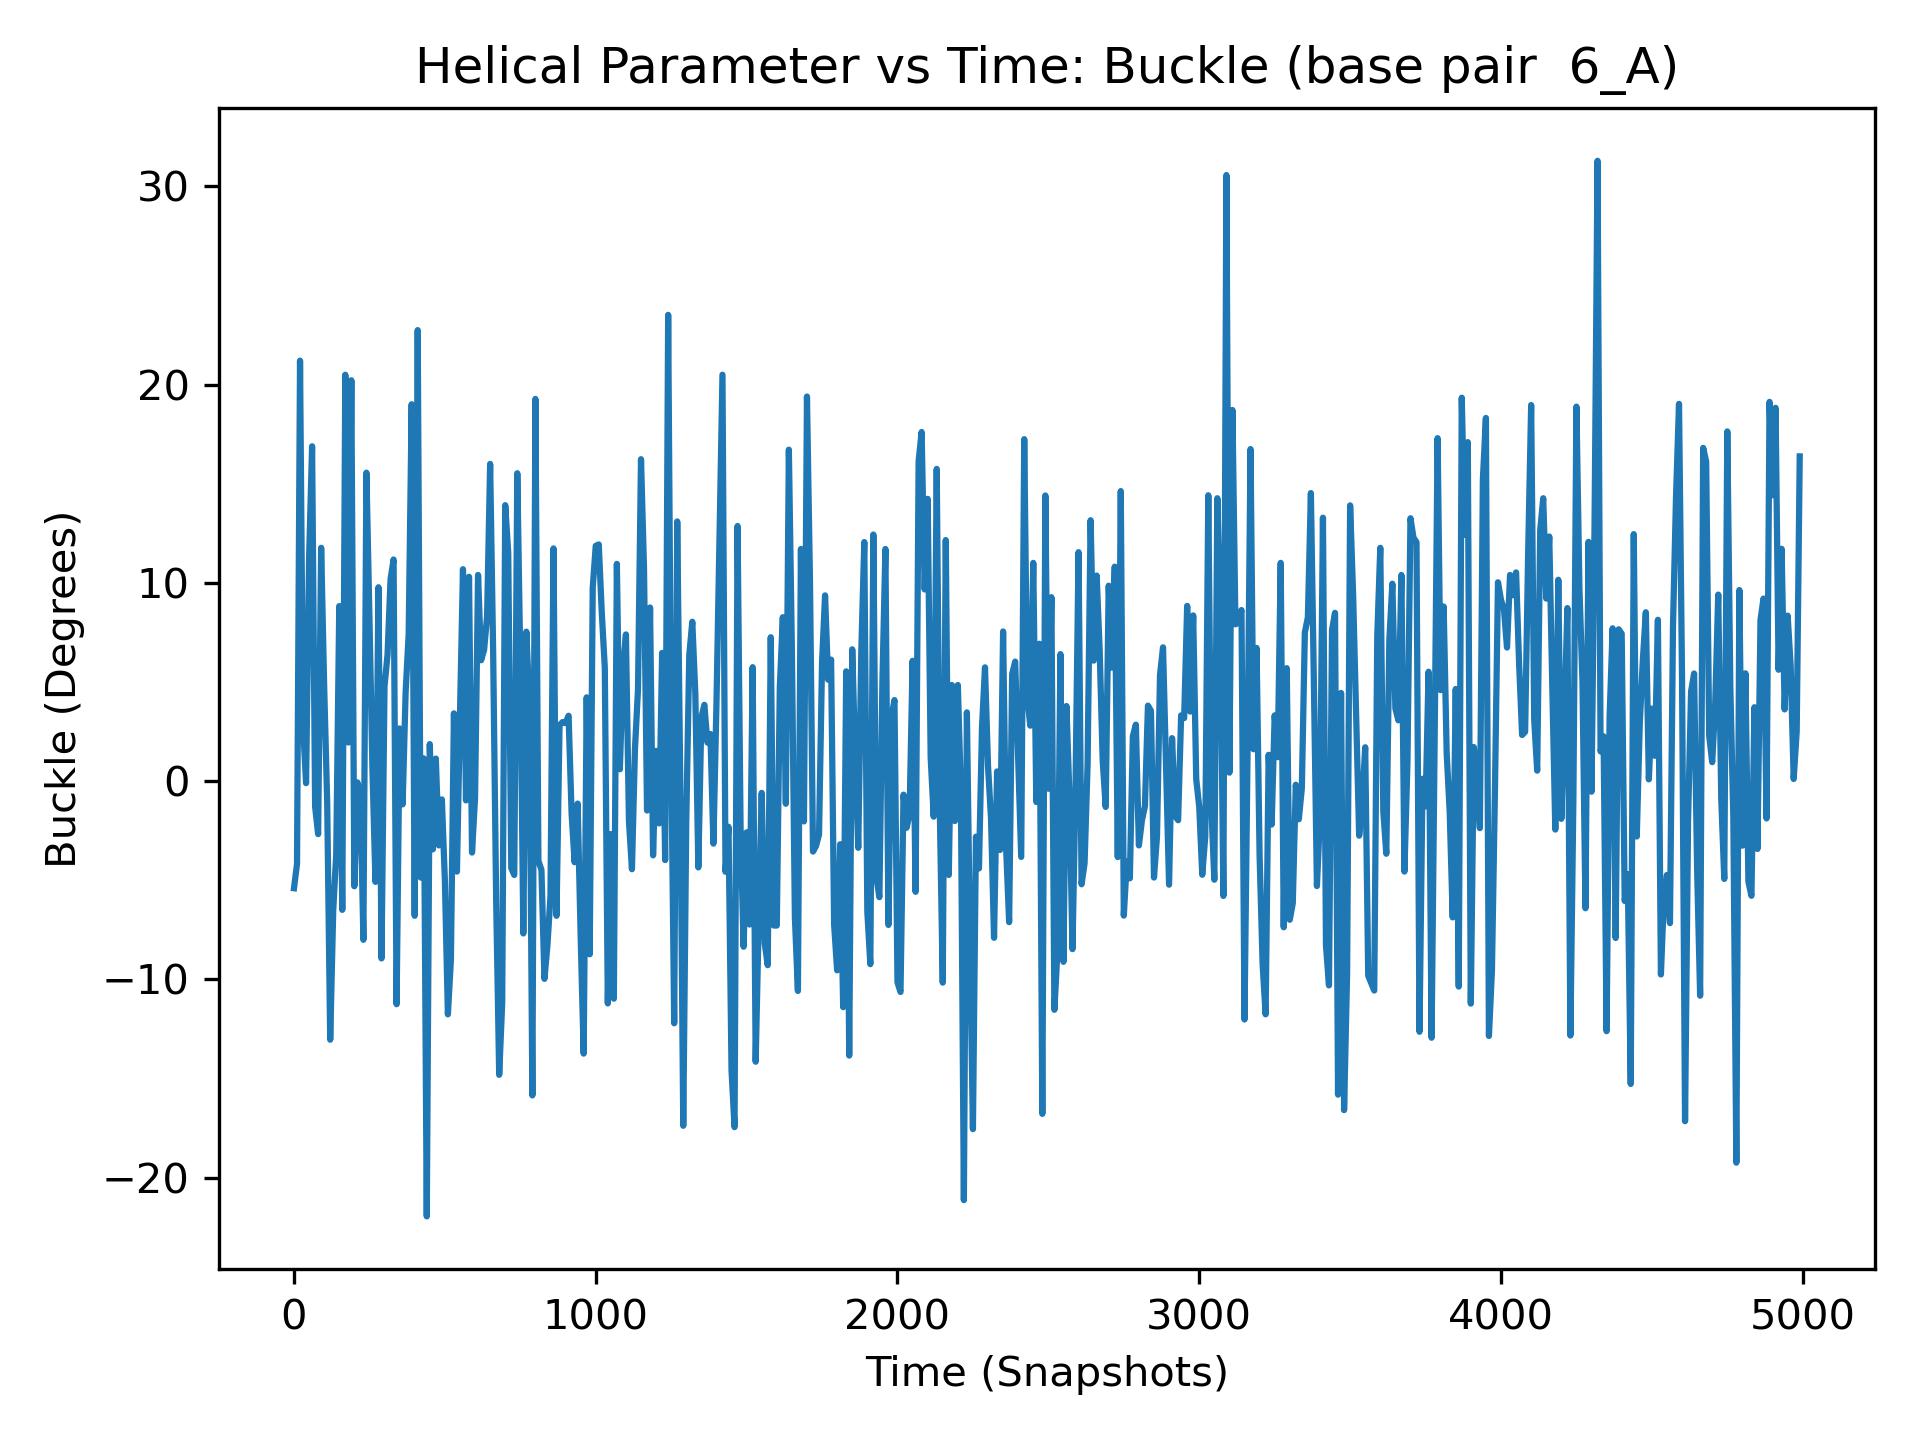 Helical Parameter vs Time: Buckle (base pair  6_A)
30
20
10
0
−10
−20
Buckle (Degrees)
0 1000 2000 3000 4000 5000
Time (Snapshots)